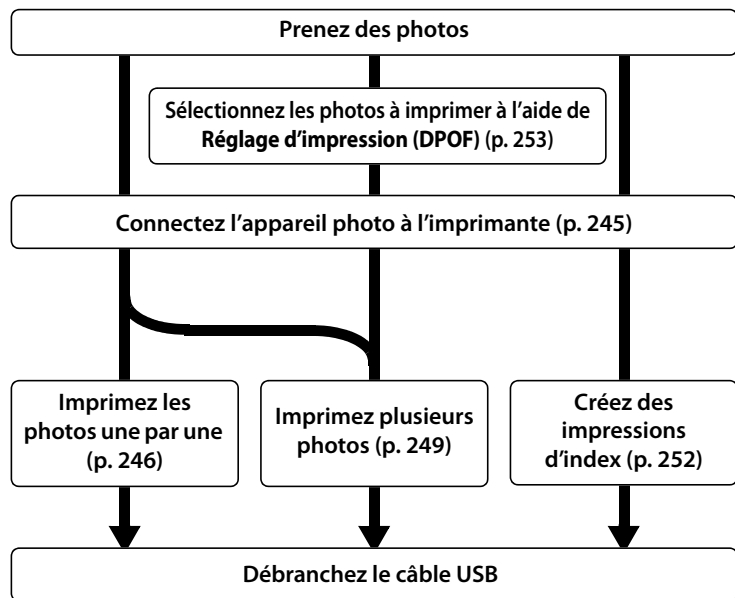 Prenez des photos
Sélectionnez les photos à imprimer à l’aide de
Réglage d’impression (DPOF) (p. 253)
Connectez l’appareil photo à l’imprimante (p. 245)
Imprimez les
photos une par une
(p. 246)
Imprimez plusieurs
photos (p. 249)
Créez des
impressions
d’index (p. 252)
Débranchez le câble USB